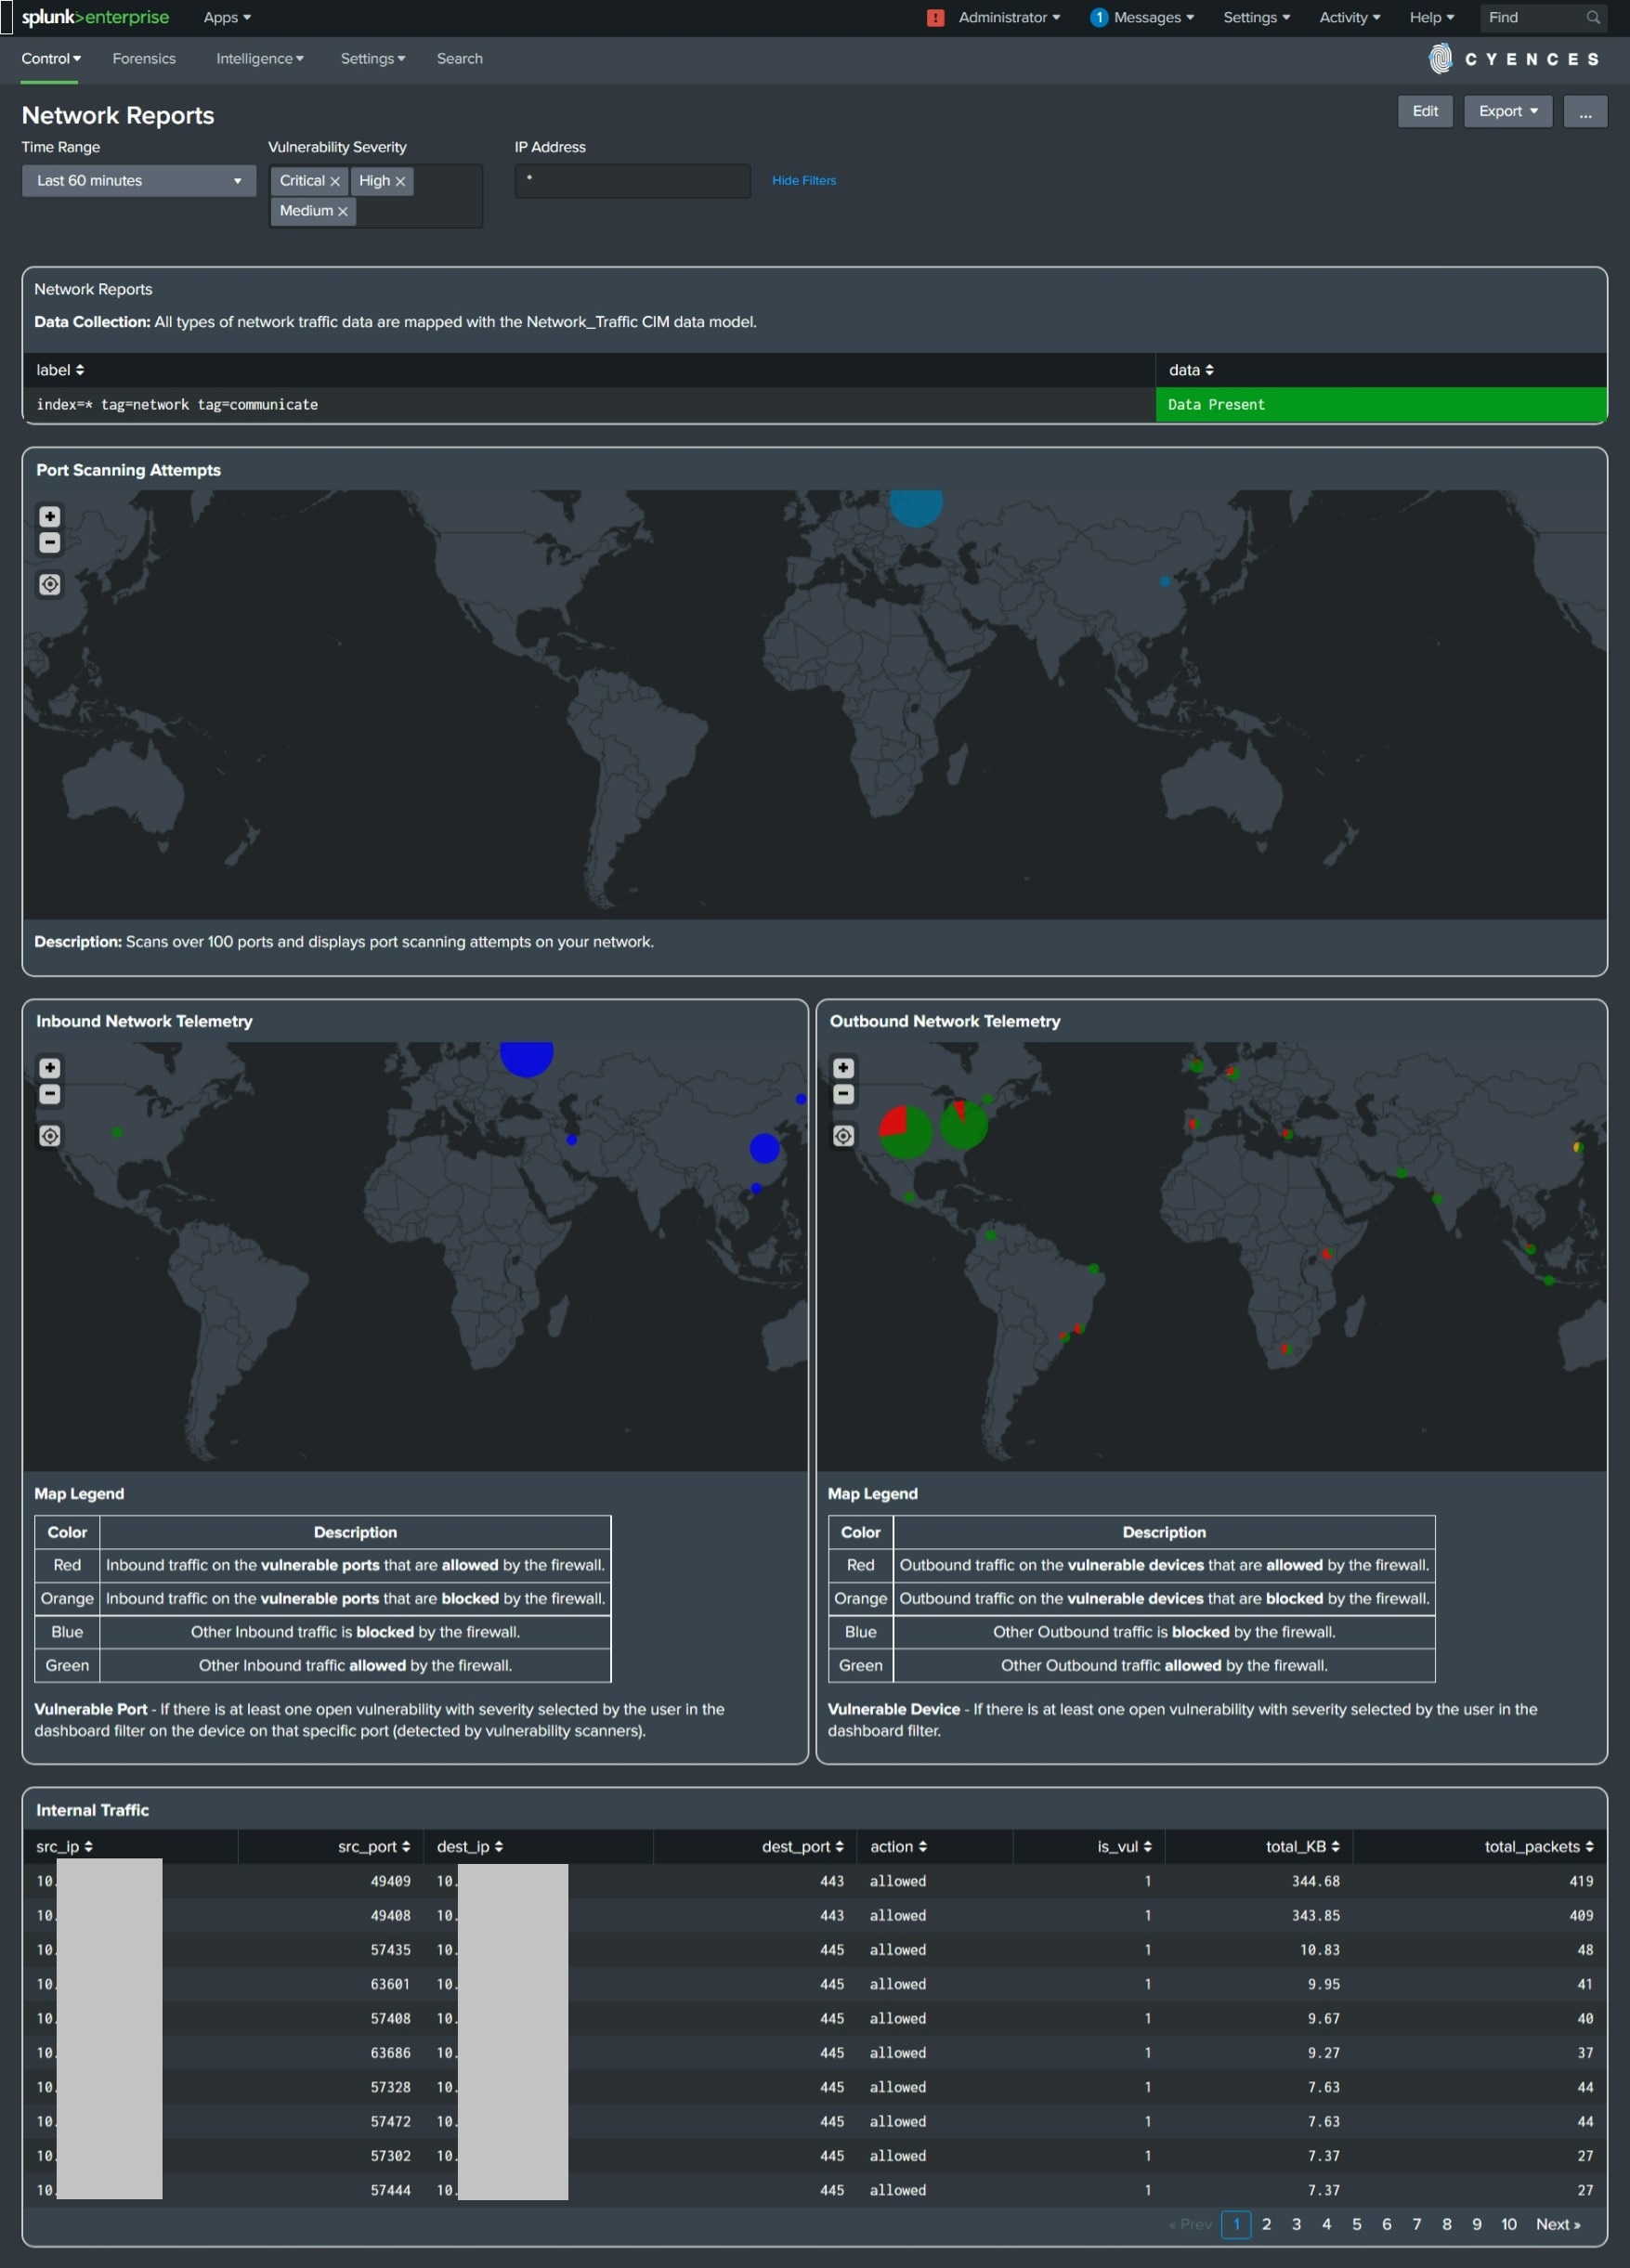 splunk>enterprise Apps ! Administrator 1 Messages Settings Activity Help Find
Control Forensics Intelligence Settings Search CYENCES
Network Reports Edit Export ...
Time Range Vulnerability Severity IP Address
Last 60 minutes Critical × High × * Hide Filters
Medium ×
Network Reports
Data Collection: All types of network traffic data are mapped with the Network_Traffic CIM data model.
label data
index=* tag=network tag=communicate Data Present
Port Scanning Attempts
+
−
Description: Scans over 100 ports and displays port scanning attempts on your network.
Inbound Network Telemetry
+
−
Map Legend
Color Description
Red Inbound traffic on the vulnerable ports that are allowed by the firewall.
Orange Inbound traffic on the vulnerable ports that are blocked by the firewall.
Blue Other Inbound traffic is blocked by the firewall.
Green Other Inbound traffic allowed by the firewall.
Vulnerable Port - If there is at least one open vulnerability with severity selected by the user in the
dashboard filter on the device on that specific port (detected by vulnerability scanners).
Outbound Network Telemetry
+
−
Map Legend
Color Description
Red Outbound traffic on the vulnerable devices that are allowed by the firewall.
Orange Outbound traffic on the vulnerable devices that are blocked by the firewall.
Blue Other Outbound traffic is blocked by the firewall.
Green Other Outbound traffic allowed by the firewall.
Vulnerable Device - If there is at least one open vulnerability with severity selected by the user in the
dashboard filter.
Internal Traffic
src_ip src_port dest_ip dest_port action is_vul total_KB total_packets
10. 49409 10. 443 allowed 1 344.68 419
10. 49408 10. 443 allowed 1 343.85 409
10. 57435 10. 445 allowed 1 10.83 48
10. 63601 10. 445 allowed 1 9.95 41
10. 57408 10. 445 allowed 1 9.67 40
10. 63686 10. 445 allowed 1 9.27 37
10. 57328 10. 445 allowed 1 7.63 44
10. 57472 10. 445 allowed 1 7.63 44
10. 57302 10. 445 allowed 1 7.37 27
10. 57444 10. 445 allowed 1 7.37 27
« Prev 1 2 3 4 5 6 7 8 9 10 Next »